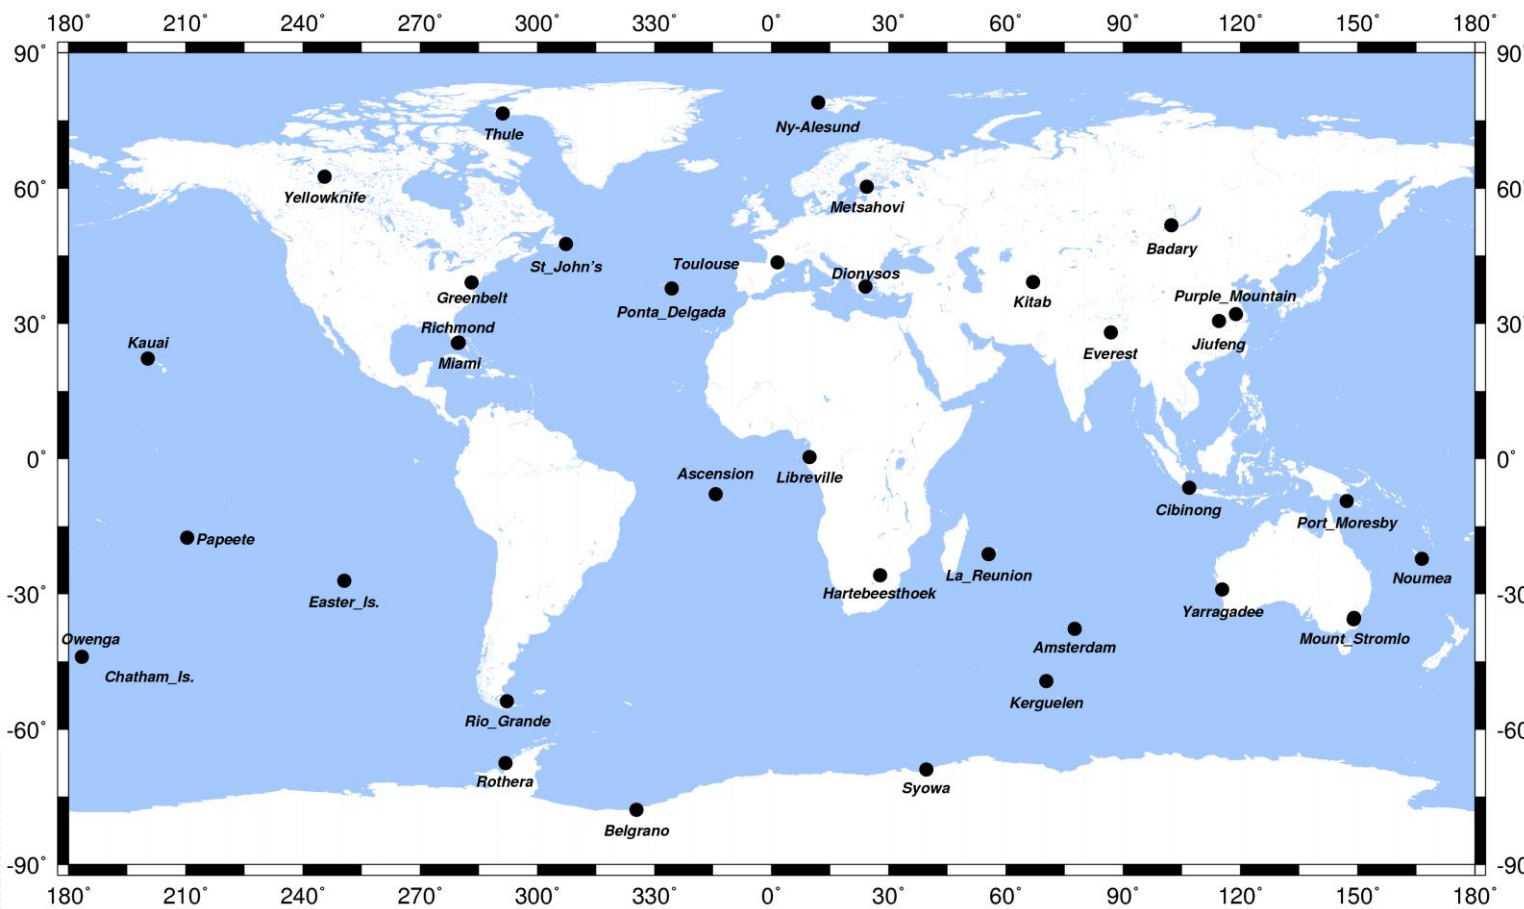 180° 210° 240° 270° 300° 330° 0° 30° 60° 90° 120° 150° 180°
90° 90°
Thule
Ny-Alesund
60° 60°
Yellowknife
Metsahovi
Badary
St_John's
Toulouse
Dionysos
Greenbelt
Kitab
Purple_Mountain
Ponta_Delgada
30° 30°
Richmond
Kauai
Jiufeng
Everest
Miami
0° 0°
Ascension
Libreville
Cibinong
Port_Moresby
Papeete
La_Reunion
Noumea
-30° -30
Hartebeesthoek
Easter_Is.
Yarragadee
Owenga
Mount_Stromlo
Amsterdam
Chatham_Is.
Kerguelen
Rio_Grande
-60° -60
Rothera
Syowa
Belgrano
-90° -90
180° 210° 240° 270° 300° 330° 0° 30° 60° 90° 120° 150° 180°